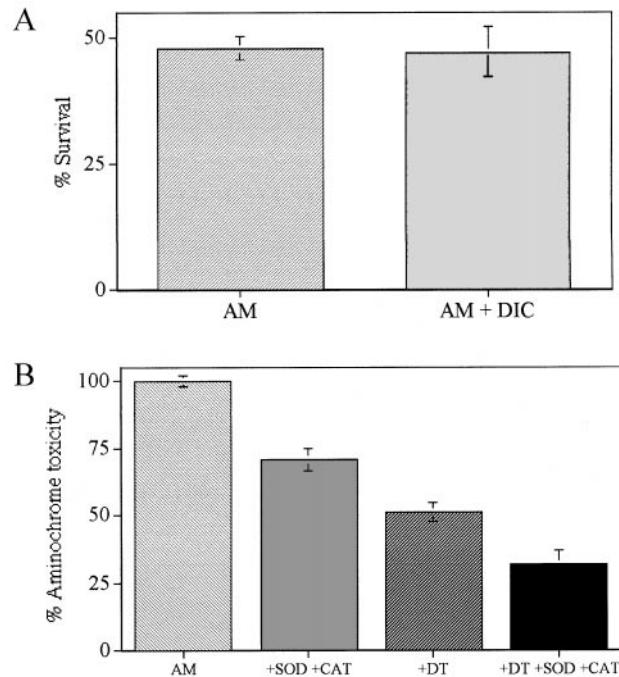 A
% Survival
50
25
0
AM
AM + DIC
B
% Aminochrome toxicity
100
75
50
25
0
AM
+SOD +CAT
+DT
+DT +SOD +CAT